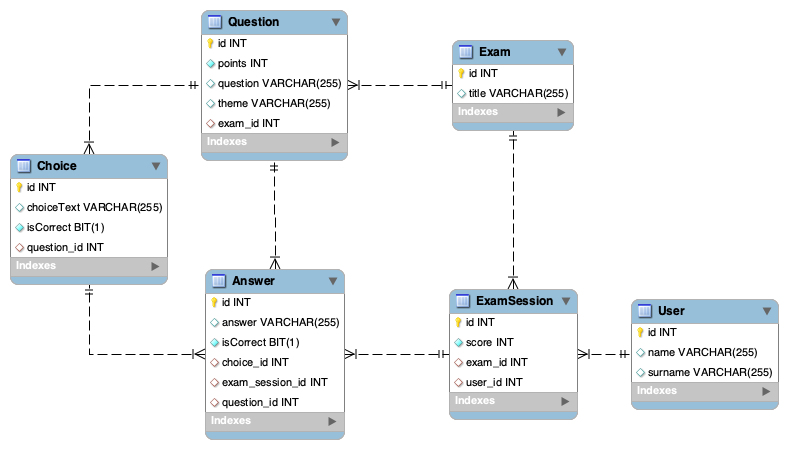 Question
id INT
points INT
question VARCHAR(255)
theme VARCHAR(255)
exam_id INT
Indexes
Exam
id INT
title VARCHAR(255)
Indexes
Choice
id INT
choiceText VARCHAR(255)
isCorrect BIT(1)
question_id INT
Indexes
Answer
id INT
answer VARCHAR(255)
isCorrect BIT(1)
choice_id INT
exam_session_id INT
question_id INT
Indexes
ExamSession
id INT
score INT
exam_id INT
user_id INT
Indexes
User
id INT
name VARCHAR(255)
surname VARCHAR(255)
Indexes